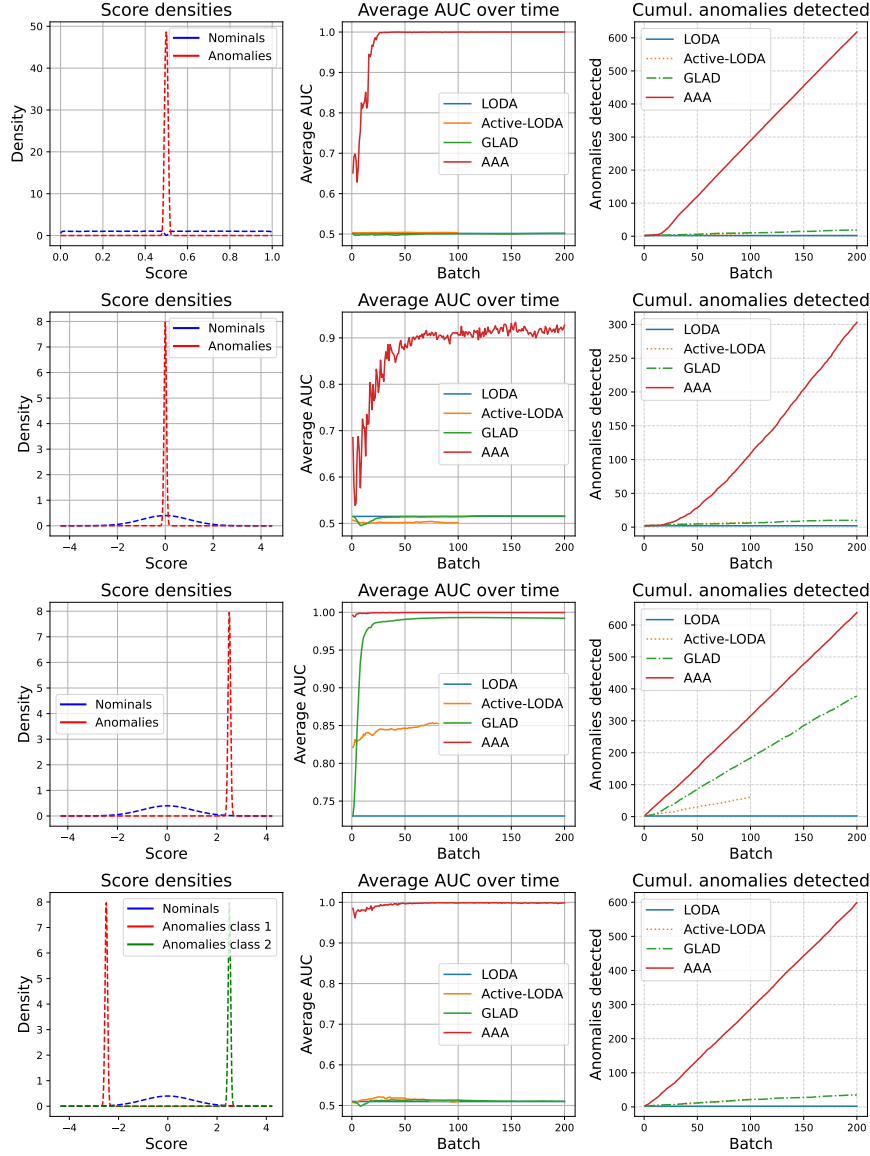 Score densities
Average AUC over time
Cumul. anomalies detected
Density
50
40
30
20
10
0
Nominals
Anomalies
0.0 0.2 0.4 0.6 0.8 1.0
Score
Average AUC
1.0
0.9
0.8
0.7
0.6
0.5
LODA
Active-LODA
GLAD
AAA
0 50 100 150 200
Batch
Anomalies detected
600
500
400
300
200
100
0
LODA
Active-LODA
GLAD
AAA
0 50 100 150 200
Batch
Score densities
Average AUC over time
Cumul. anomalies detected
Density
8
7
6
5
4
3
2
1
0
Nominals
Anomalies
−4 −2 0 2 4
Score
Average AUC
0.9
0.8
0.7
0.6
0.5
LODA
Active-LODA
GLAD
AAA
0 50 100 150 200
Batch
Anomalies detected
300
250
200
150
100
50
0
LODA
Active-LODA
GLAD
AAA
0 50 100 150 200
Batch
Score densities
Average AUC over time
Cumul. anomalies detected
Density
8
7
6
5
4
3
2
1
0
Nominals
Anomalies
−4 −2 0 2 4
Score
Average AUC
1.00
0.95
0.90
0.85
0.80
0.75
LODA
Active-LODA
GLAD
AAA
0 50 100 150 200
Batch
Anomalies detected
600
500
400
300
200
100
0
LODA
Active-LODA
GLAD
AAA
0 50 100 150 200
Batch
Score densities
Average AUC over time
Cumul. anomalies detected
Density
8
7
6
5
4
3
2
1
0
Nominals
Anomalies class 1
Anomalies class 2
−4 −2 0 2 4
Score
Average AUC
1.0
0.9
0.8
0.7
0.6
0.5
LODA
Active-LODA
GLAD
AAA
0 50 100 150 200
Batch
Anomalies detected
600
500
400
300
200
100
0
LODA
Active-LODA
GLAD
AAA
0 50 100 150 200
Batch